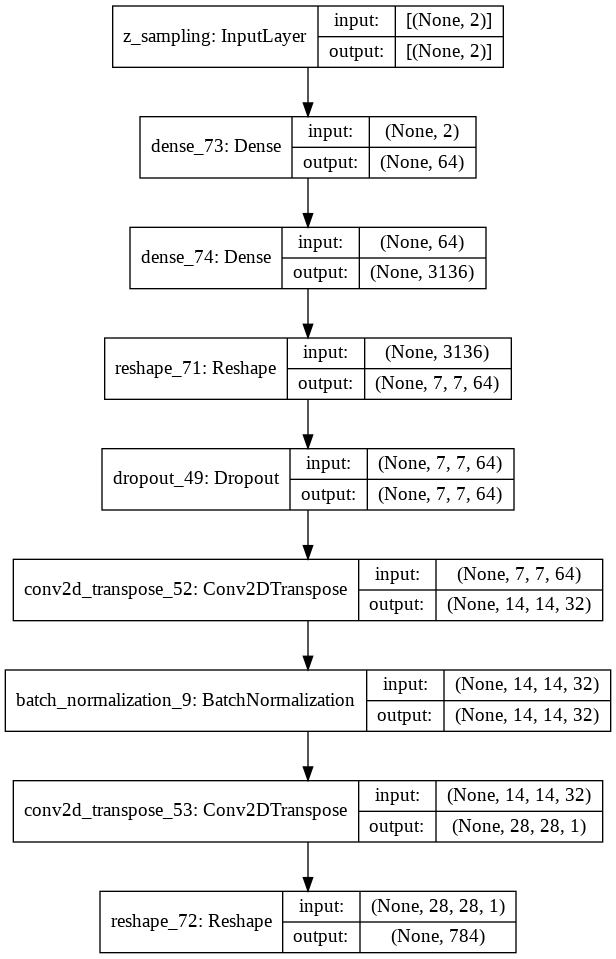 z_sampling: InputLayer
input: [(None, 2)]
output: [(None, 2)]
dense_73: Dense
input: (None, 2)
output: (None, 64)
dense_74: Dense
input: (None, 64)
output: (None, 3136)
reshape_71: Reshape
input: (None, 3136)
output: (None, 7, 7, 64)
dropout_49: Dropout
input: (None, 7, 7, 64)
output: (None, 7, 7, 64)
conv2d_transpose_52: Conv2DTranspose
input: (None, 7, 7, 64)
output: (None, 14, 14, 32)
batch_normalization_9: BatchNormalization
input: (None, 14, 14, 32)
output: (None, 14, 14, 32)
conv2d_transpose_53: Conv2DTranspose
input: (None, 14, 14, 32)
output: (None, 28, 28, 1)
reshape_72: Reshape
input: (None, 28, 28, 1)
output: (None, 784)